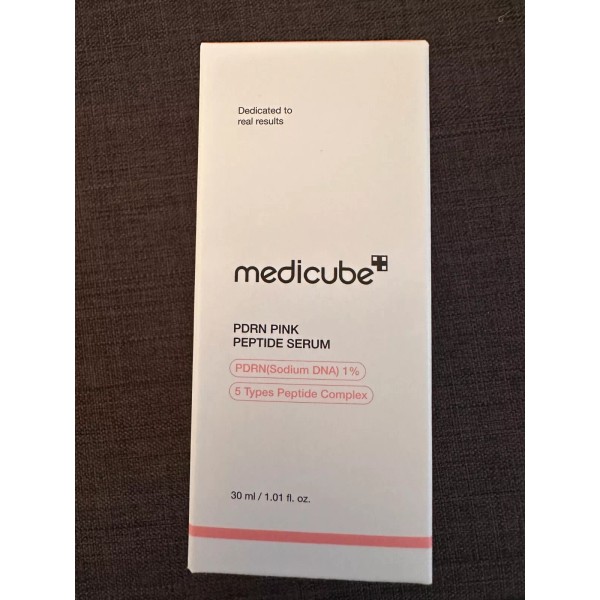 Dedicated to
real results
medicube
PDRN PINK
PEPTIDE SERUM
PDRN(Sodium DNA) 1%
5 Types Peptide Complex
30 ml / 1.01 fl. oz.